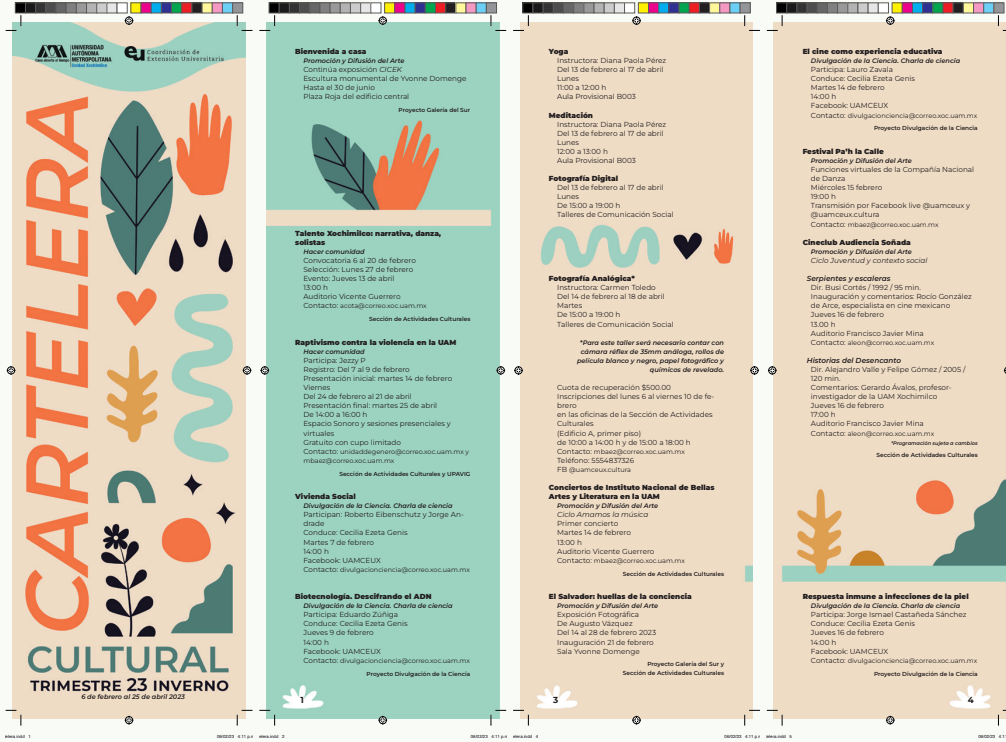 UNIVERSIDAD
AUTÓNOMA
METROPOLITANA
Casa abierta al tiempo Unidad Xochimilco
eu Coordinación de
Extensión Universitaria
CARTELERA
CULTURAL
TRIMESTRE 23 INVERNO
6 de febrero al 25 de abril 2023
Bienvenida a casa
Promoción y Difusión del Arte
Continúa exposición CICEK
Escultura monumental de Yvonne Domenge
Hasta el 30 de junio
Plaza Roja del edificio central
Proyecto Galería del Sur
Talento Xochimilco: narrativa, danza,
solistas
Hacer comunidad
Convocatoria 6 al 20 de febrero
Selección: Lunes 27 de febrero
Evento: Jueves 13 de abril
13:00 h
Auditorio Vicente Guerrero
Contacto: acota@correo.xoc.uam.mx
Sección de Actividades Culturales
Raptivismo contra la violencia en la UAM
Hacer comunidad
Participa: Jezzy P
Registro: Del 7 al 9 de febrero
Presentación inicial: martes 14 de febrero
Viernes
Del 24 de febrero al 21 de abril
Presentación final: martes 25 de abril
De 14:00 a 16:00 h
Espacio Sonoro y sesiones presenciales y
virtuales
Gratuito con cupo limitado
Contacto: unidaddegenero@correo.xoc.uam.mx y
mbaez@correo.xoc.uam.mx
Sección de Actividades Culturales y UPAVIG
Vivienda Social
Divulgación de la Ciencia. Charla de ciencia
Participan: Roberto Eibenschutz y Jorge An-
drade
Conduce: Cecilia Ezeta Genis
Martes 7 de febrero
14:00 h
Facebook: UAMCEUX
Contacto: divulgacionciencia@correo.xoc.uam.mx
Biotecnología. Descifrando el ADN
Divulgación de la Ciencia. Charla de ciencia
Participa: Eduardo Zúñiga
Conduce: Cecilia Ezeta Genis
Jueves 9 de febrero
14:00 h
Facebook: UAMCEUX
Contacto: divulgacionciencia@correo.xoc.uam.mx
Proyecto Divulgación de la Ciencia
1
Yoga
Instructora: Diana Paola Pérez
Del 13 de febrero al 17 de abril
Lunes
11:00 a 12:00 h
Aula Provisional B003
Meditación
Instructora: Diana Paola Pérez
Del 13 de febrero al 17 de abril
Lunes
12:00 a 13:00 h
Aula Provisional B003
Fotografía Digital
Del 13 de febrero al 17 de abril
Lunes
De 15:00 a 19:00 h
Talleres de Comunicación Social
Fotografía Analógica*
Instructora: Carmen Toledo
Del 14 de febrero al 18 de abril
Martes
De 15:00 a 19:00 h
Talleres de Comunicación Social
*Para este taller será necesario contar con
cámara réflex de 35mm análoga, rollos de
película blanco y negro, papel fotográfico y
químicos de revelado.
Cuota de recuperación $500.00
Inscripciones del lunes 6 al viernes 10 de fe-
brero
en las oficinas de la Sección de Actividades
Culturales
(Edificio A, primer piso)
de 10:00 a 14:00 h y de 15:00 a 18:00 h
Contacto: mbaez@correo.xoc.uam.mx
Teléfono: 5554837326
FB @uamceux.cultura
Conciertos de Instituto Nacional de Bellas
Artes y Literatura en la UAM
Promoción y Difusión del Arte
Ciclo Amamos la música
Primer concierto
Martes 14 de febrero
13:00 h
Auditorio Vicente Guerrero
Contacto: mbaez@correo.xoc.uam.mx
Sección de Actividades Culturales
El Salvador: huellas de la conciencia
Promoción y Difusión del Arte
Exposición Fotográfica
De Augusto Vázquez
Del 14 al 28 de febrero 2023
Inauguración 21 de febrero
Sala Yvonne Domenge
Proyecto Galería del Sur y
Sección de Actividades Culturales
3
El cine como experiencia educativa
Divulgación de la Ciencia. Charla de ciencia
Participa: Lauro Zavala
Conduce: Cecilia Ezeta Genis
Martes 14 de febrero
14:00 h
Facebook: UAMCEUX
Contacto: divulgacionciencia@correo.xoc.uam.mx
Proyecto Divulgación de la Ciencia
Festival Pa'h la Calle
Promoción y Difusión del Arte
Funciones virtuales de la Compañía Nacional
de Danza
Miércoles 15 febrero
19:00 h
Transmisión por Facebook live @uamceux y
@uamceux.cultura
Contacto: mbaez@correo.xoc.uam.mx
Cineclub Audiencia Soñada
Promoción y Difusión del Arte
Ciclo Juventud y contexto social
Serpientes y escaleras
Dir. Busi Cortés / 1992 / 95 min.
Inauguración y comentarios: Rocío González
de Arce, especialista en cine mexicano
Jueves 16 de febrero
13.00 h
Auditorio Francisco Javier Mina
Contacto: aleon@correo.xoc.uam.mx
Historias del Desencanto
Dir. Alejandro Valle y Felipe Gómez / 2005 /
120 min.
Comentarios: Gerardo Ávalos, profesor-
investigador de la UAM Xochimilco
Jueves 16 de febrero
17:00 h
Auditorio Francisco Javier Mina
Contacto: aleon@correo.xoc.uam.mx
*Programación sujeta a cambios
Sección de Actividades Culturales
Respuesta inmune a infecciones de la piel
Divulgación de la Ciencia. Charla de ciencia
Participa: Jorge Ismael Castañeda Sánchez
Conduce: Cecilia Ezeta Genis
Jueves 16 de febrero
14:00 h
Facebook: UAMCEUX
Contacto: divulgacionciencia@correo.xoc.uam.mx
Proyecto Divulgación de la Ciencia
4